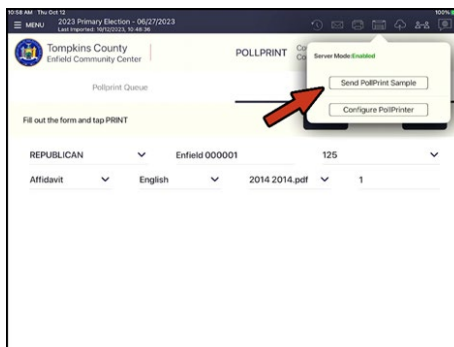 10:58 AM Thu Oct 12
100%
MENU
2023 Primary Election - 06/27/2023
Last Imported: 10/12/2023, 10:48:36
Tompkins County
Enfield Community Center
POLLPRINT
Server Mode: Enabled
Send PollPrint Sample
Configure PollPrinter
Pollprint Queue
Fill out the form and tap PRINT
REPUBLICAN
Enfield 000001
125
Affidavit
English
2014 2014.pdf
1